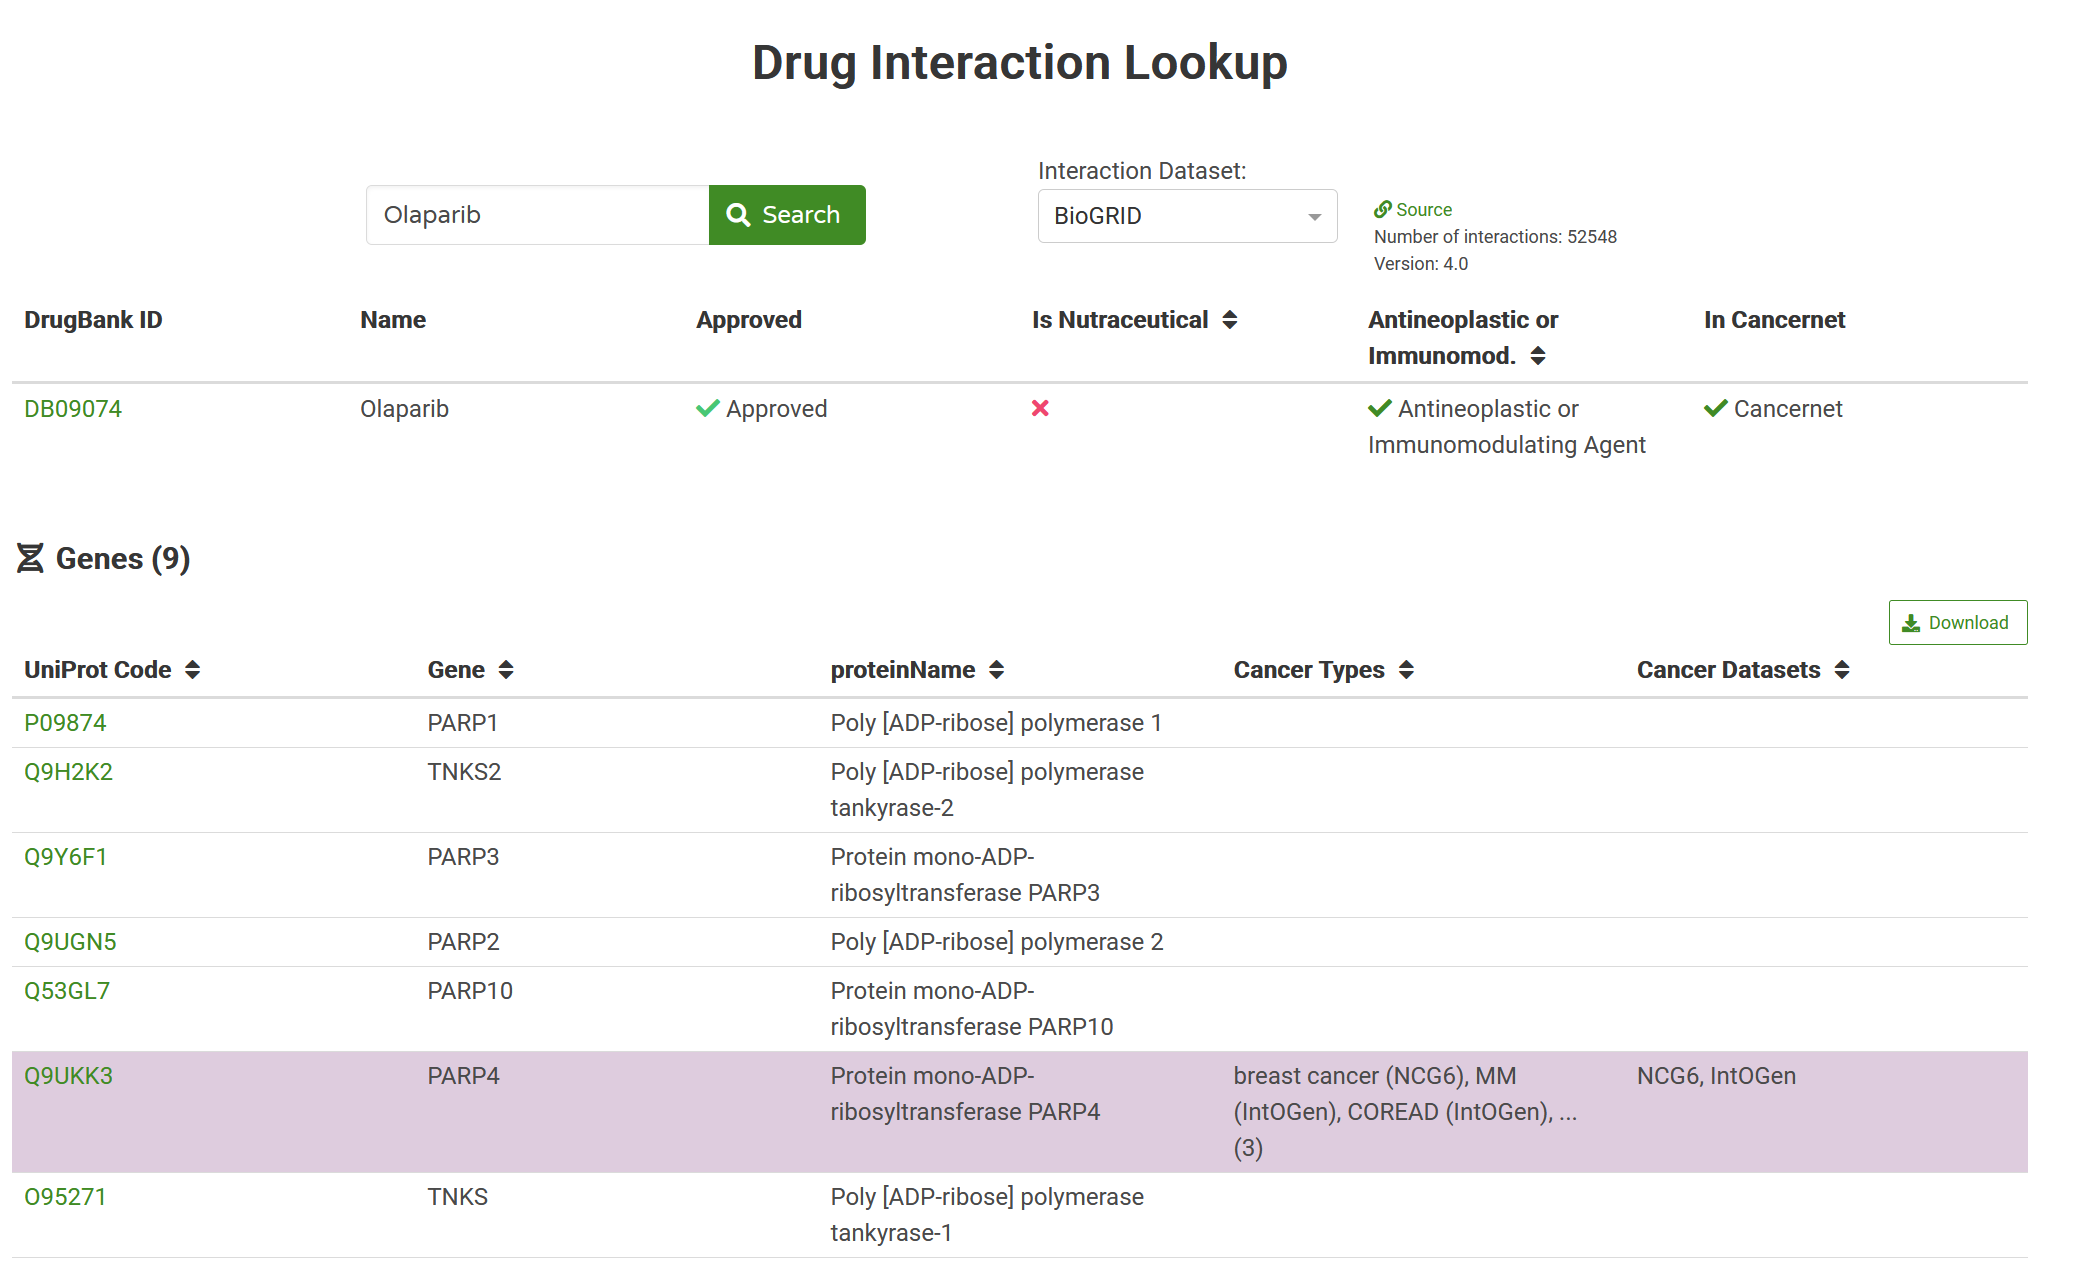 Drug Interaction Lookup
Interaction Dataset:
Olaparib
Search
BioGRID
Source
Number of interactions: 52548
Version: 4.0
DrugBank ID Name Approved Is Nutraceutical Antineoplastic or Immunomod. In Cancernet
DB09074 Olaparib Approved Antineoplastic or Immunomodulating Agent Cancernet
Genes (9)
Download
UniProt Code Gene proteinName Cancer Types Cancer Datasets
P09874 PARP1 Poly [ADP-ribose] polymerase 1
Q9H2K2 TNKS2 Poly [ADP-ribose] polymerase
tankyrase-2
Q9Y6F1 PARP3 Protein mono-ADP-
ribosyltransferase PARP3
Q9UGN5 PARP2 Poly [ADP-ribose] polymerase 2
Q53GL7 PARP10 Protein mono-ADP-
ribosyltransferase PARP10
Q9UKK3 PARP4 Protein mono-ADP-
ribosyltransferase PARP4 breast cancer (NCG6), MM
(IntOGen), COREAD (IntOGen), ...
(3) NCG6, IntOGen
O95271 TNKS Poly [ADP-ribose] polymerase
tankyrase-1